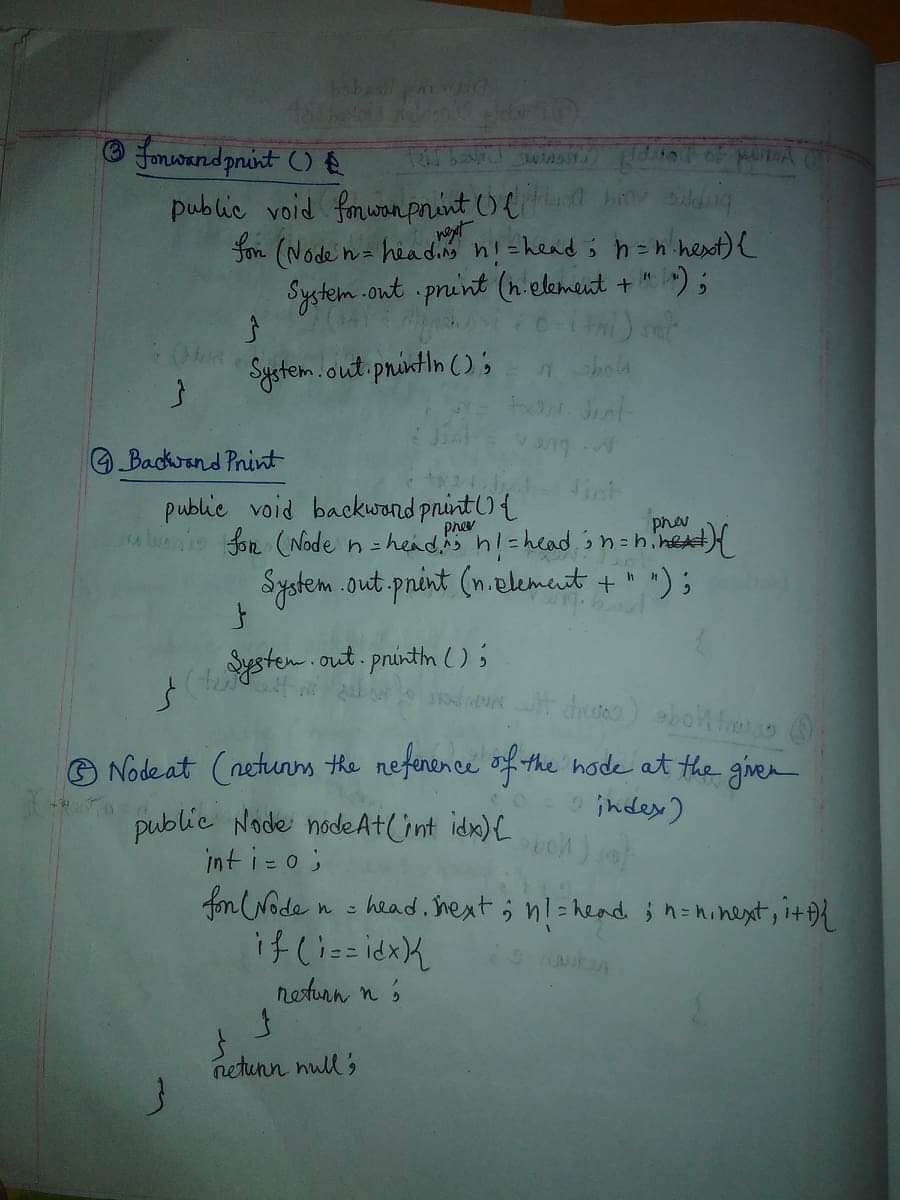 ③ forwardprint ()
public void forwanprint () {
for (Node n = head.next; n! = head ; n = n.next) {
System.out.print (n.element + " ") ;
}
System.out.println () ;
}
④ Backward Print
public void backwardprint() {
for (Node n = head.prev; n! = head ; n = n.prev) {
System.out.print (n.element + " ") ;
}
System.out.println () ;
}
⑤ Nodeat (returns the reference of the node at the given
index)
public Node nodeAt(int idx){
int i = 0 ;
for(Node n = head.next ; n! = head ; n = n.next, i++){
if (i == idx){
return n ;
}
}
return null ;
}